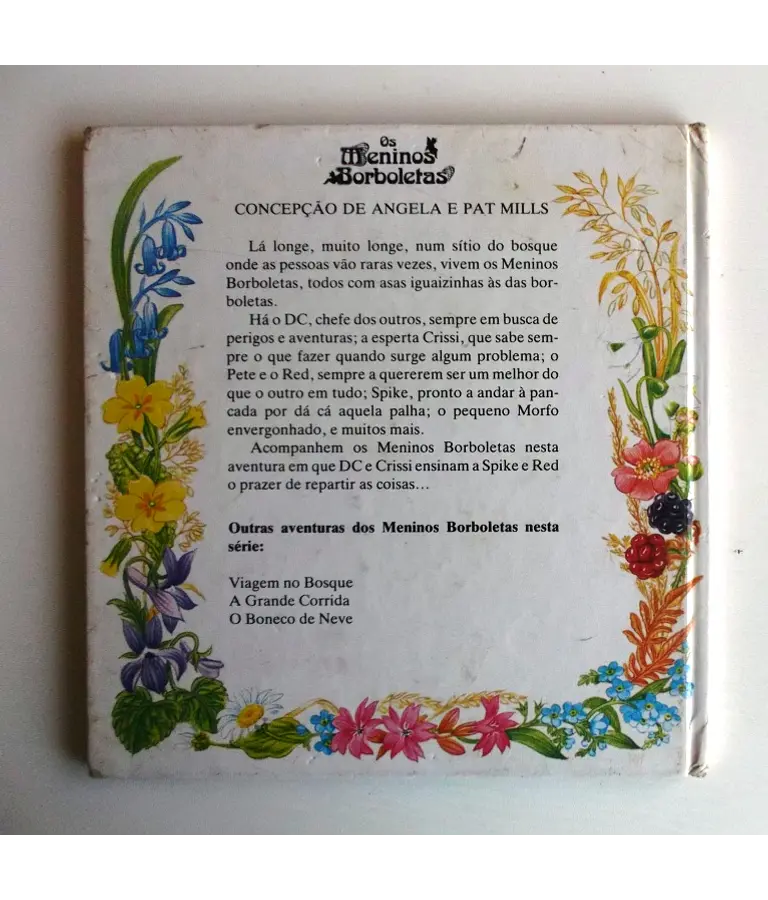 Os
Meninos
Borboletas
CONCEPÇÃO DE ANGELA E PAT MILLS
Lá longe, muito longe, num sítio do bosque
onde as pessoas vão raras vezes, vivem os Meninos
Borboletas, todos com asas iguaizinhas às das bor-
boletas.
Há o DC, chefe dos outros, sempre em busca de
perigos e aventuras; a esperta Crissi, que sabe sem-
pre o que fazer quando surge algum problema; o
Pete e o Red, sempre a quererem ser um melhor do
que o outro em tudo; Spike, pronto a andar à pan-
cada por dá cá aquela palha; o pequeno Morfo
envergonhado, e muitos mais.
Acompanhem os Meninos Borboletas nesta
aventura em que DC e Crissi ensinam a Spike e Red
o prazer de repartir as coisas...
Outras aventuras dos Meninos Borboletas nesta
série:
Viagem no Bosque
A Grande Corrida
O Boneco de Neve